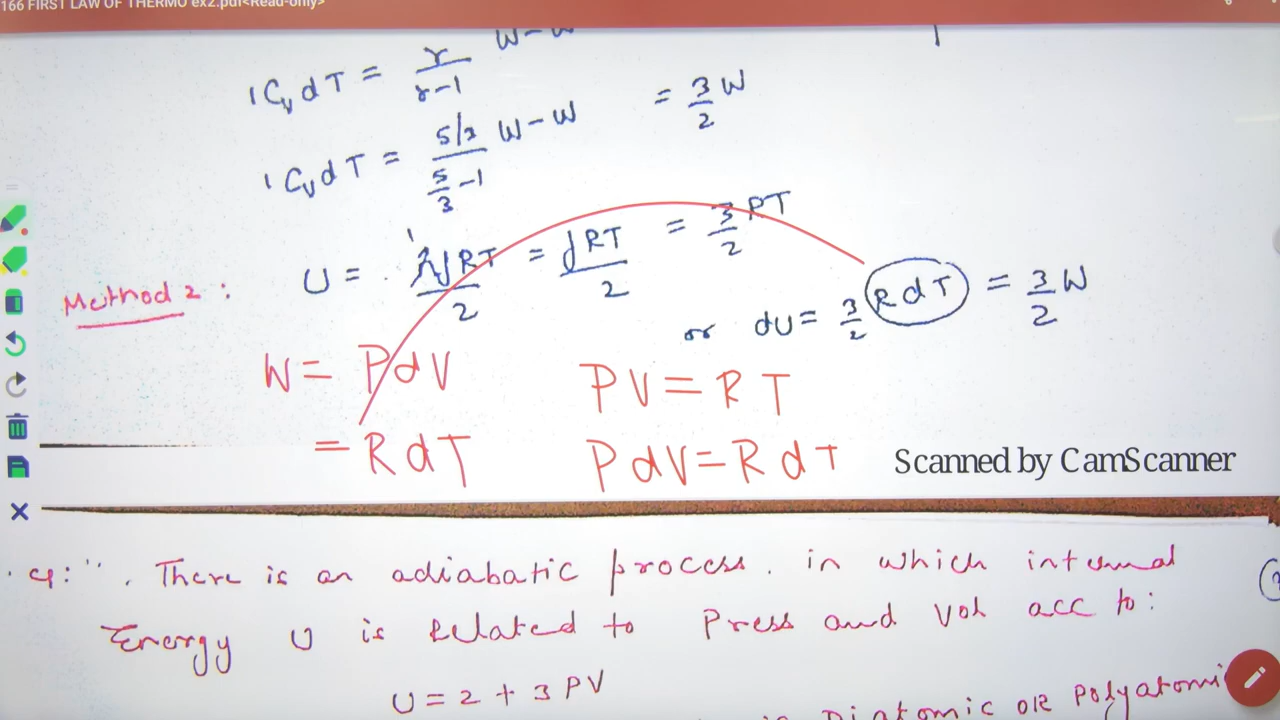 166 FIRST LAW OF THERMO ex2.pdf<Read-only>
1 Cv dT = γ/(γ-1) W-W
= 3/2 W
1 Cv dT = (5/3)/(5/3 -1) W-W
Method 2: U = 1 fRT/2 = fRT/2 = 3/2 RT
or dU = 3/2 RdT = 3/2 W
W = PdV PV = RT
= RdT PdV = RdT
Scanned by CamScanner
There is an adiabatic process. in which internal
Energy U is related to Press and Vol acc to:
U = 2 + 3 PV
Diatomic OR Polyatomi